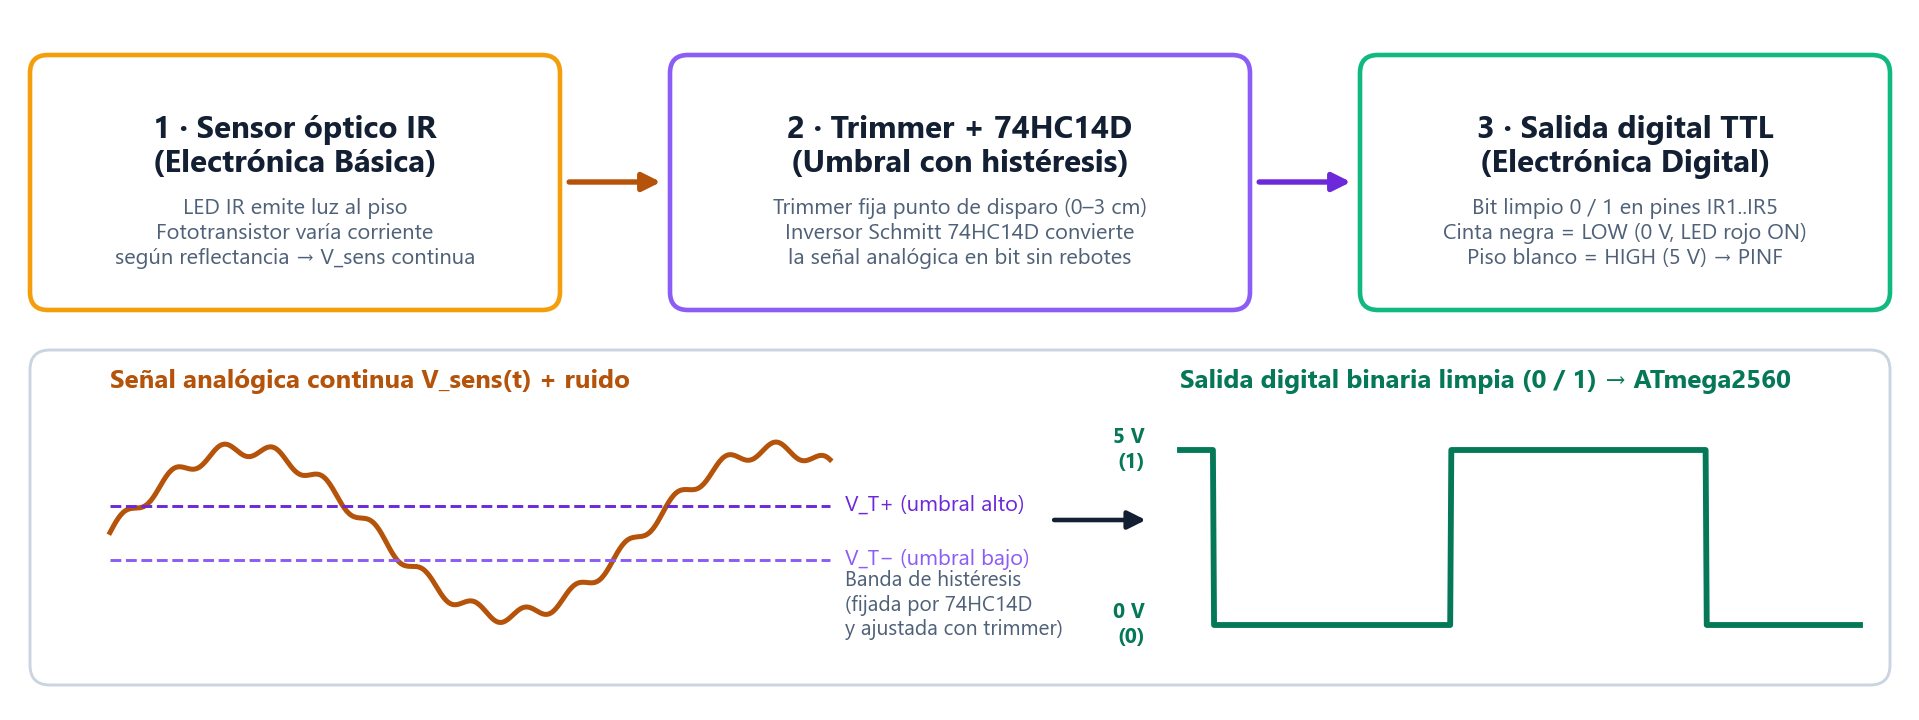 1 · Sensor óptico IR
(Electrónica Básica)
LED IR emite luz al piso
Fototransistor varía corriente
según reflectancia → V_sens continua
2 · Trimmer + 74HC14D
(Umbral con histéresis)
Trimmer fija punto de disparo (0–3 cm)
Inversor Schmitt 74HC14D convierte
la señal analógica en bit sin rebotes
3 · Salida digital TTL
(Electrónica Digital)
Bit limpio 0 / 1 en pines IR1..IR5
Cinta negra = LOW (0 V, LED rojo ON)
Piso blanco = HIGH (5 V) → PINF
Señal analógica continua V_sens(t) + ruido
V_T+ (umbral alto)
V_T− (umbral bajo)
Banda de histéresis
(fijada por 74HC14D
y ajustada con trimmer)
Salida digital binaria limpia (0 / 1) → ATmega2560
5 V
(1)
0 V
(0)